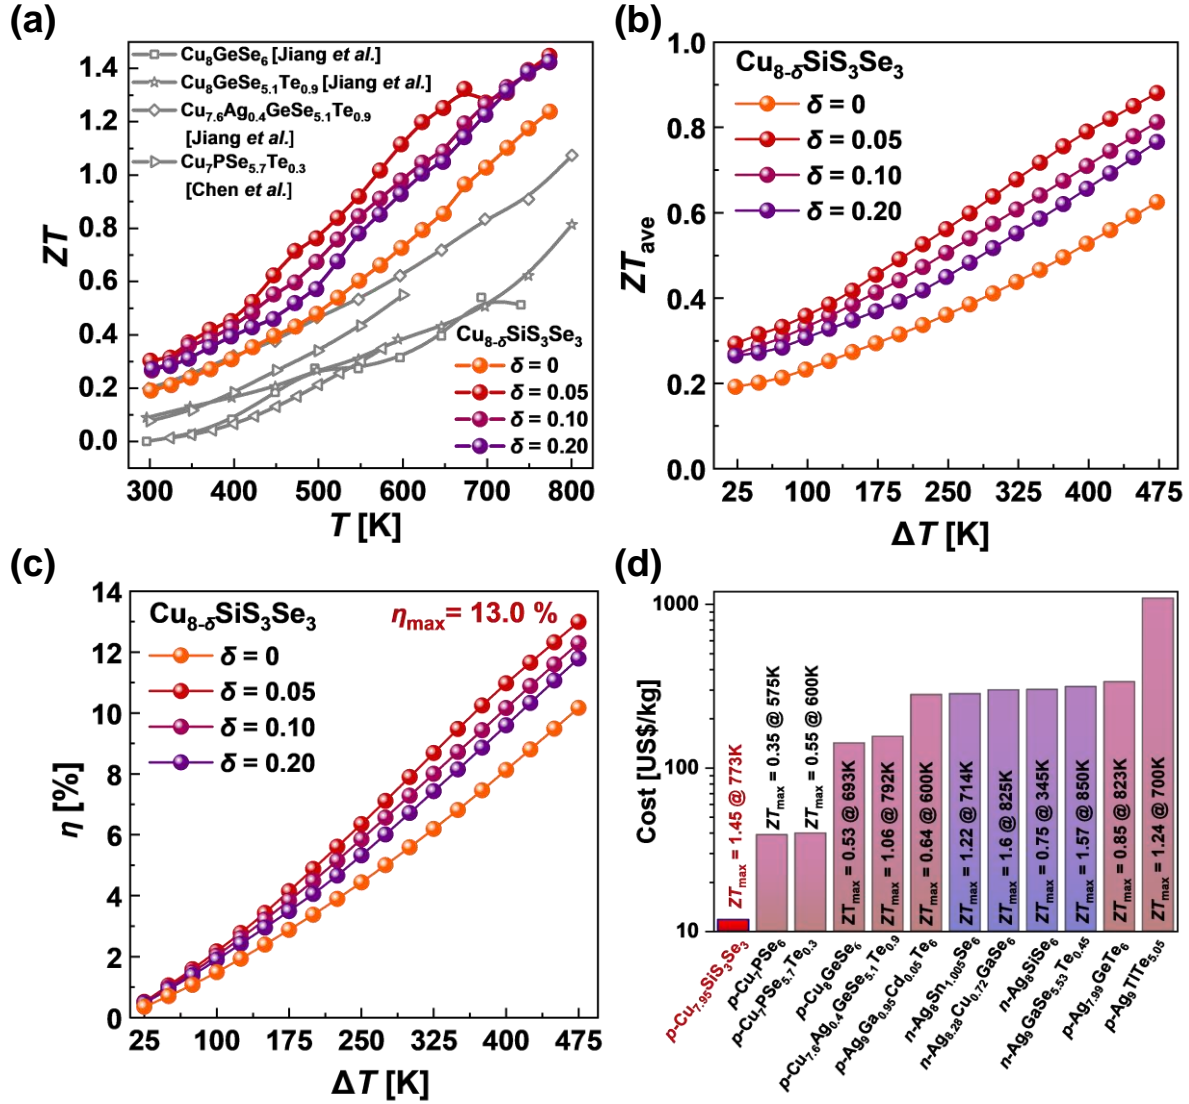 (a)
Cu8GeSe6 [Jiang et al.]
Cu8GeSe5.1Te0.9 [Jiang et al.]
Cu7.6Ag0.4GeSe5.1Te0.9
[Jiang et al.]
Cu7PSe5.7Te0.3
[Chen et al.]
Cu8-δSiS3Se3
δ = 0
δ = 0.05
δ = 0.10
δ = 0.20
ZT
1.4
1.2
1.0
0.8
0.6
0.4
0.2
0.0
300 400 500 600 700 800
T [K]
(b)
Cu8-δSiS3Se3
δ = 0
δ = 0.05
δ = 0.10
δ = 0.20
ZTave
1.0
0.8
0.6
0.4
0.2
0.0
25 100 175 250 325 400 475
ΔT [K]
(c)
Cu8-δSiS3Se3
ηmax= 13.0 %
δ = 0
δ = 0.05
δ = 0.10
δ = 0.20
η [%]
14
12
10
8
6
4
2
0
25 100 175 250 325 400 475
ΔT [K]
(d)
Cost [US$/kg]
1000
100
10
ZTmax = 1.45 @ 773K
ZTmax = 0.35 @ 575K
ZTmax = 0.55 @ 600K
ZTmax = 0.53 @ 693K
ZTmax = 1.06 @ 792K
ZTmax = 0.64 @ 600K
ZTmax = 1.22 @ 714K
ZTmax = 1.6 @ 825K
ZTmax = 0.75 @ 345K
ZTmax = 1.57 @ 850K
ZTmax = 0.85 @ 823K
ZTmax = 1.24 @ 700K
p-Cu7.95SiS3Se3
p-Cu7PSe6
p-Cu7PSe5.7Te0.3
p-Cu8GeSe6
p-Cu7.6Ag0.4GeSe5.1Te0.9
p-Ag9Ga0.95Cd0.05Te6
n-Ag8Sn1.005Se6
n-Ag8.28Cu0.72GaSe6
n-Ag8SiSe6
n-Ag9GaSe5.53Te0.45
p-Ag7.99GeTe6
p-Ag9TlTe5.05